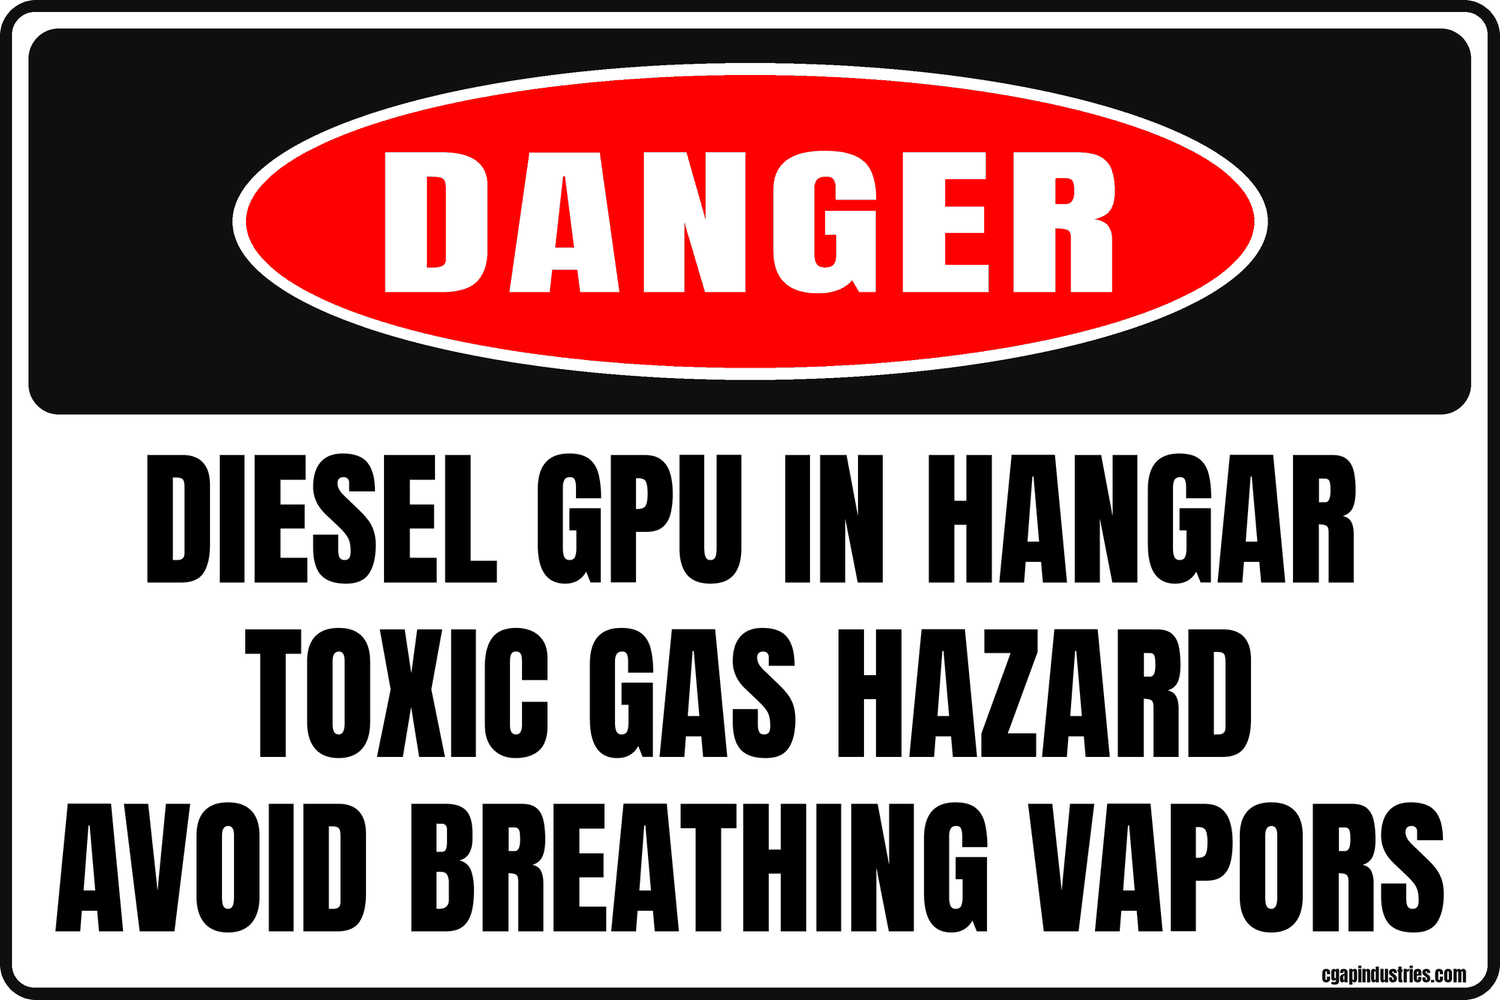 DANGER
DIESEL GPU IN HANGAR
TOXIC GAS HAZARD
AVOID BREATHING VAPORS
cgapindustries.com